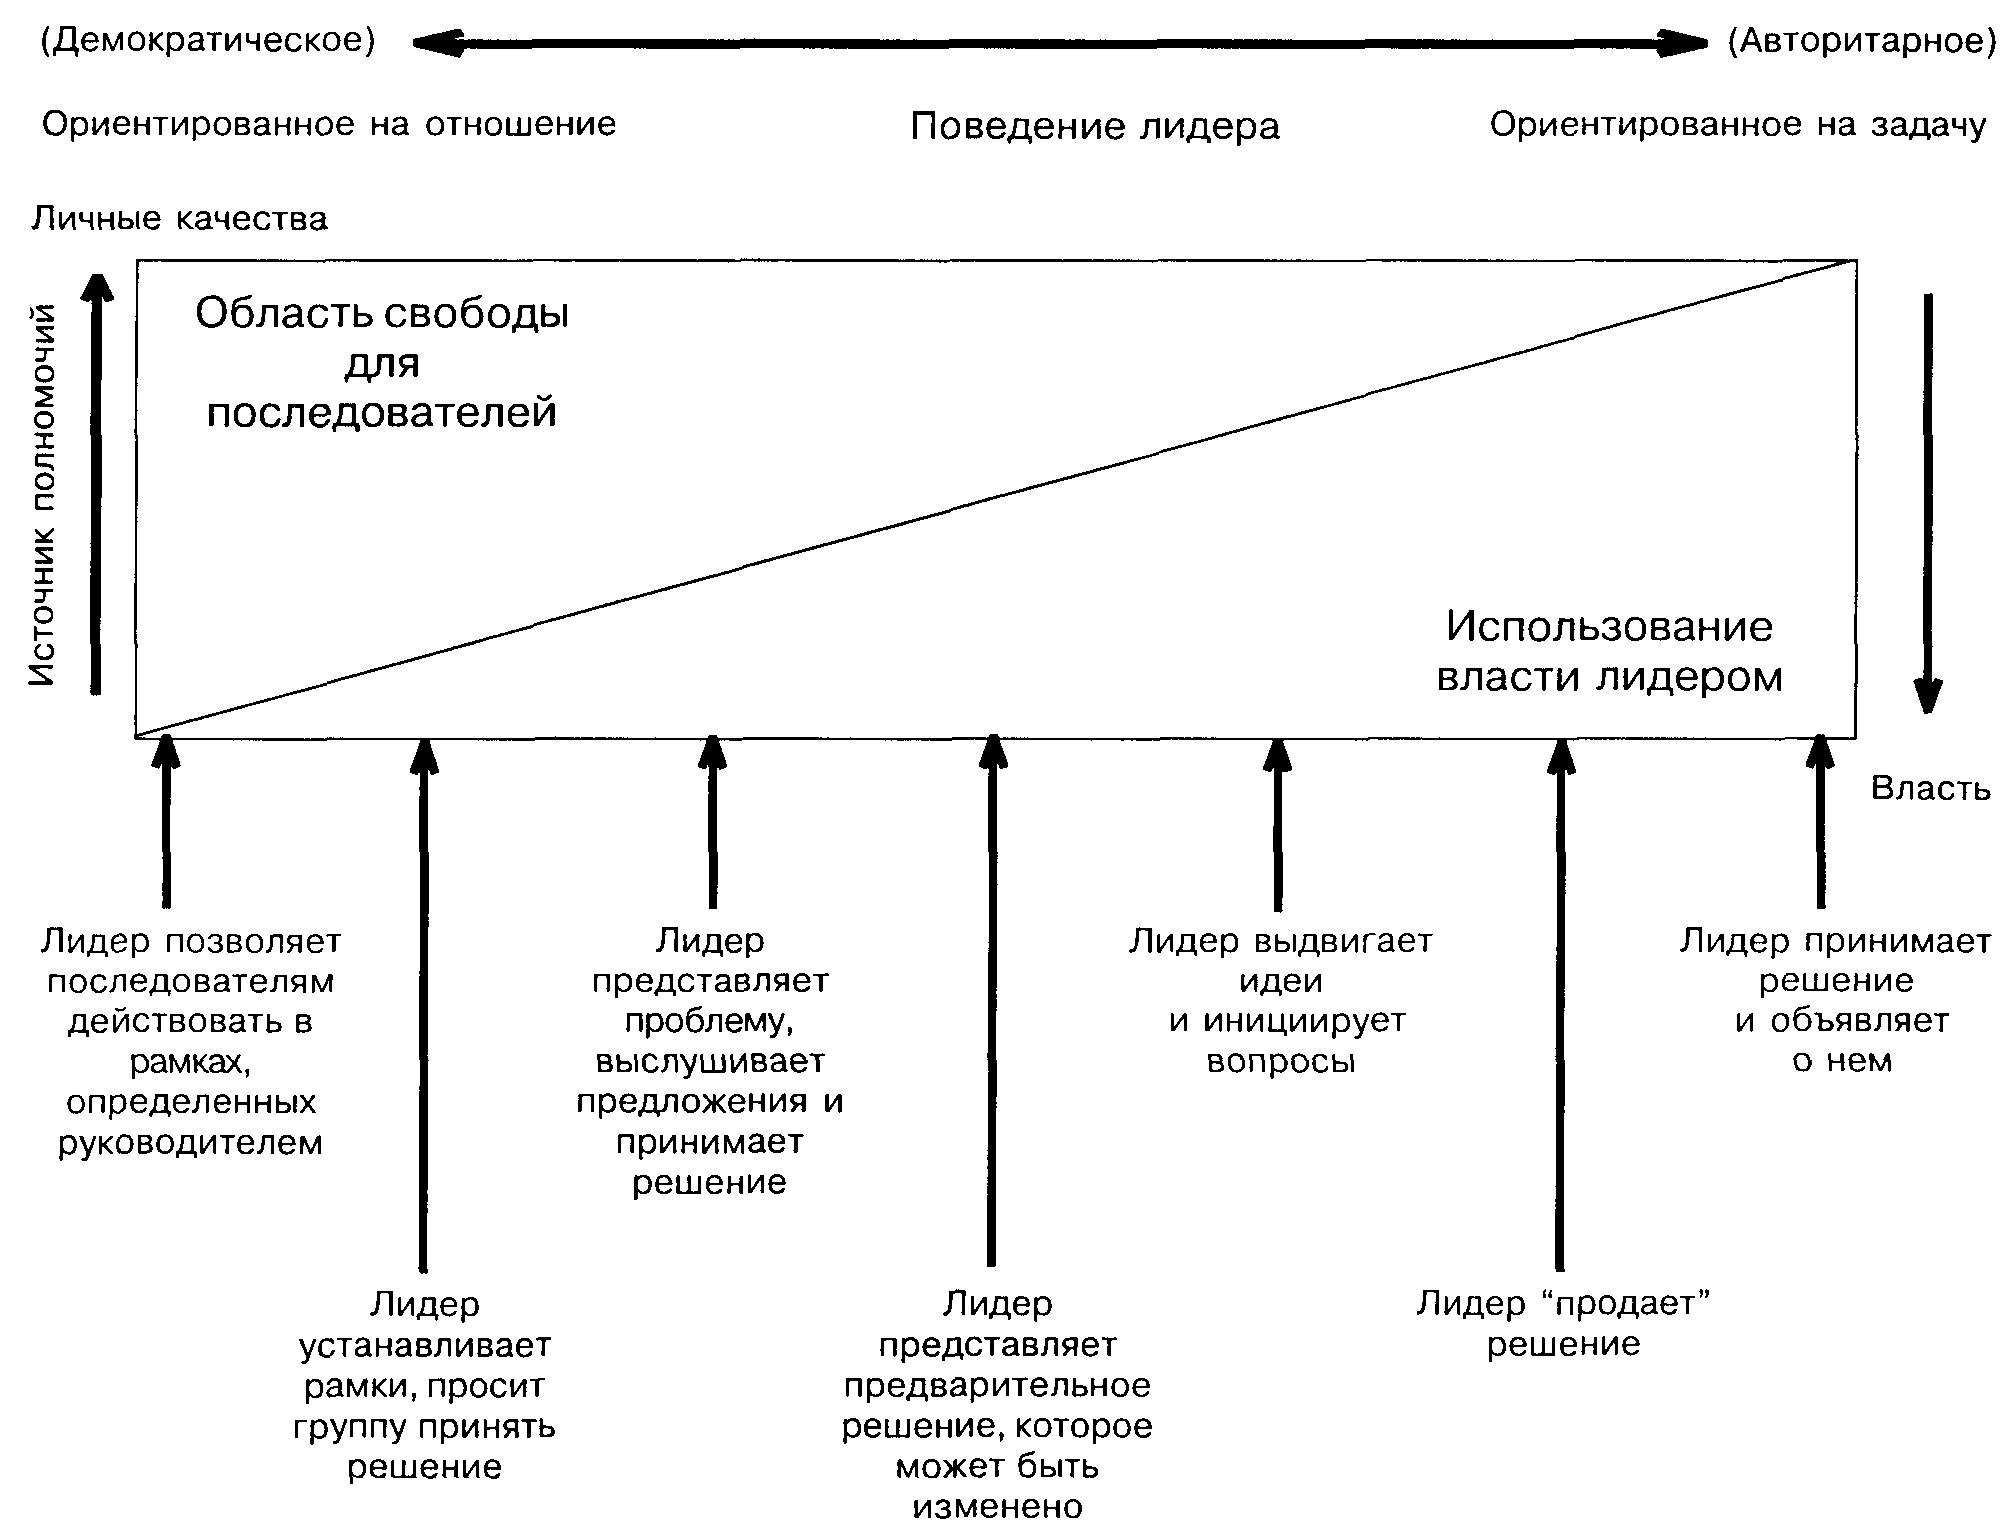 (Демократическое)
(Авторитарное)
Ориентированное на отношение
Поведение лидера
Ориентированное на задачу
Личные качества
Источник полномочий
Область свободы
для
последователей
Использование
власти лидером
Власть
Лидер позволяет
последователям
действовать в
рамках,
определенных
руководителем
Лидер
устанавливает
рамки, просит
группу принять
решение
Лидер
представляет
проблему,
выслушивает
предложения и
принимает
решение
Лидер
представляет
предварительное
решение, которое
может быть
изменено
Лидер выдвигает
идеи
и инициирует
вопросы
Лидер “продает”
решение
Лидер принимает
решение
и объявляет
о нем